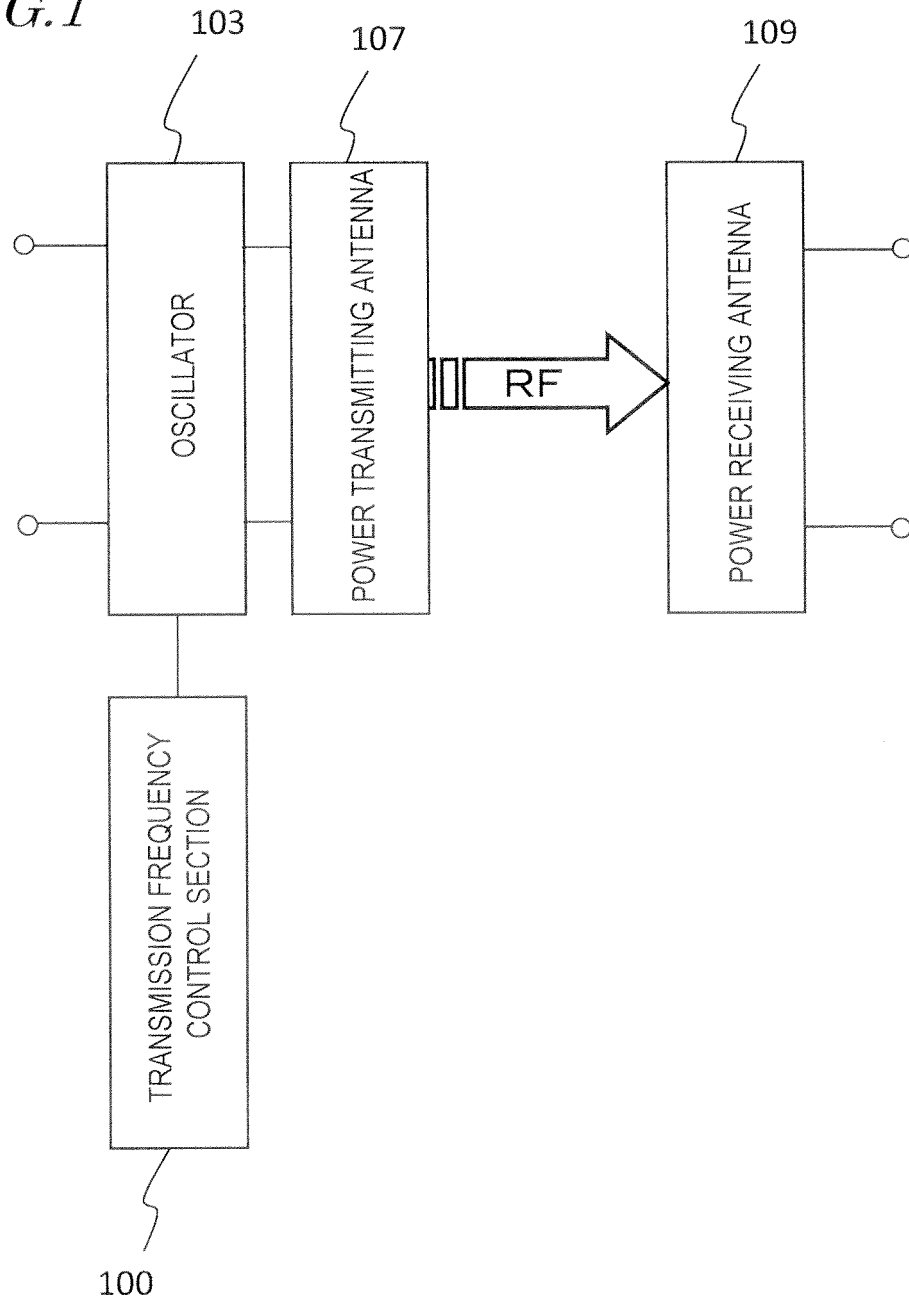 G.1
103
107
109
OSCILLATOR
POWER TRANSMITTING ANTENNA
RF
POWER RECEIVING ANTENNA
TRANSMISSION FREQUENCY
CONTROL SECTION
100